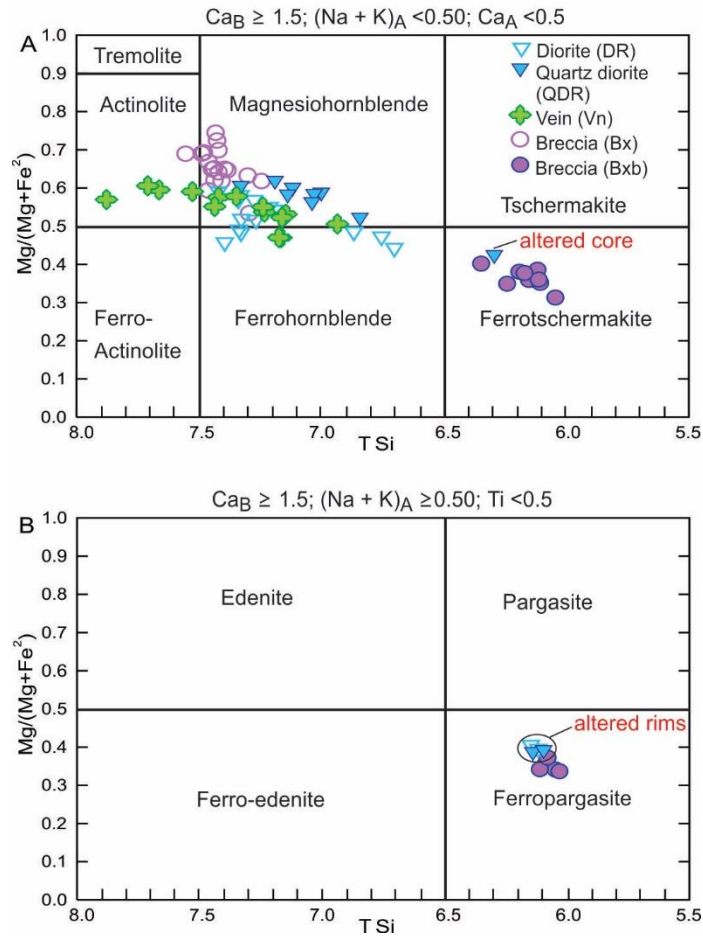 A
Ca_B ≥ 1.5; (Na + K)_A <0.50; Ca_A <0.5
1.0
0.9
0.8
0.7
0.6
0.5
0.4
0.3
0.2
0.1
0.0
Mg/(Mg+Fe²)
Tremolite
Actinolite
Magnesiohornblende
Diorite (DR)
Quartz diorite
(QDR)
Vein (Vn)
Breccia (Bx)
Breccia (Bxb)
Tschermakite
altered core
Ferro-
Actinolite
Ferrohornblende
Ferrotschermakite
8.0
7.5
7.0
6.5
6.0
5.5
T Si
B
Ca_B ≥ 1.5; (Na + K)_A ≥0.50; Ti <0.5
1.0
0.9
0.8
0.7
0.6
0.5
0.4
0.3
0.2
0.1
0.0
Mg/(Mg+Fe²)
Edenite
Pargasite
altered rims
Ferro-edenite
Ferropargasite
8.0
7.5
7.0
6.5
6.0
5.5
T Si